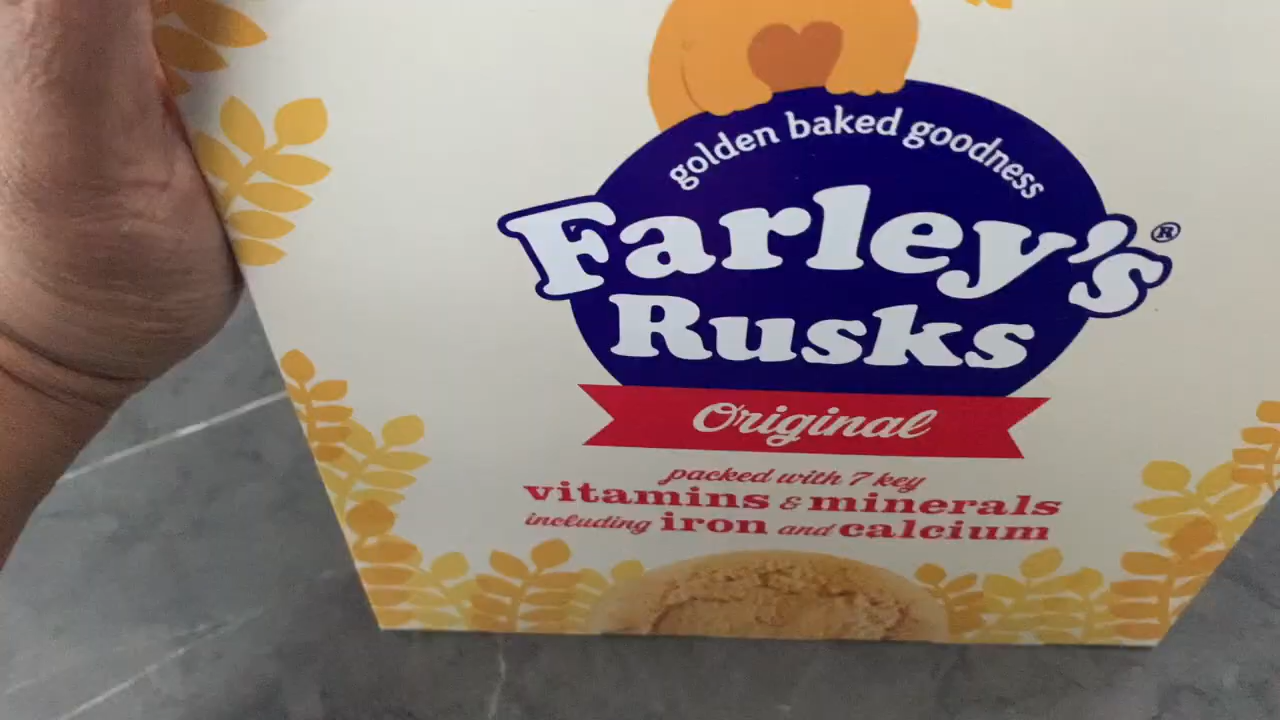 golden baked goodness
Farley's®
Rusks
Original
packed with 7 key
vitamins & minerals
including iron and calcium